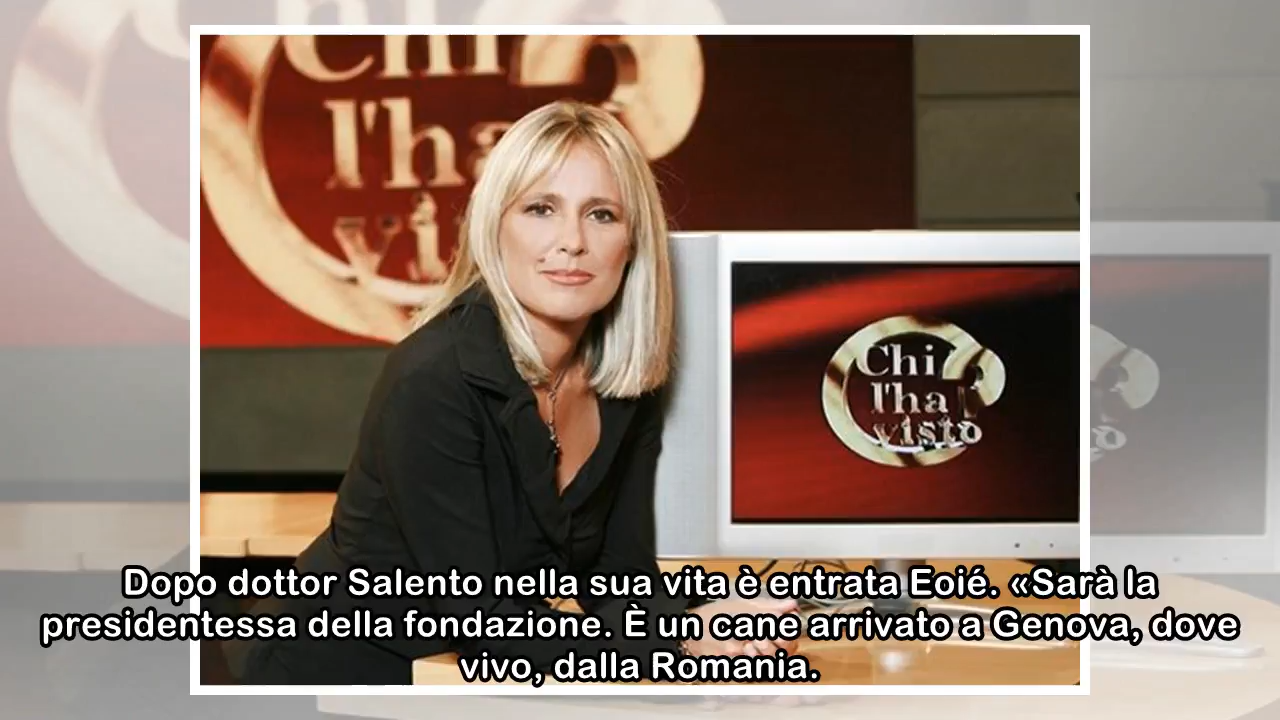 Chi
l'ha
vi
Chi
l'ha
visto
Dopo dottor Salento nella sua vita è entrata Eoié. «Sarà la
presidentessa della fondazione. È un cane arrivato a Genova, dove
vivo, dalla Romania.